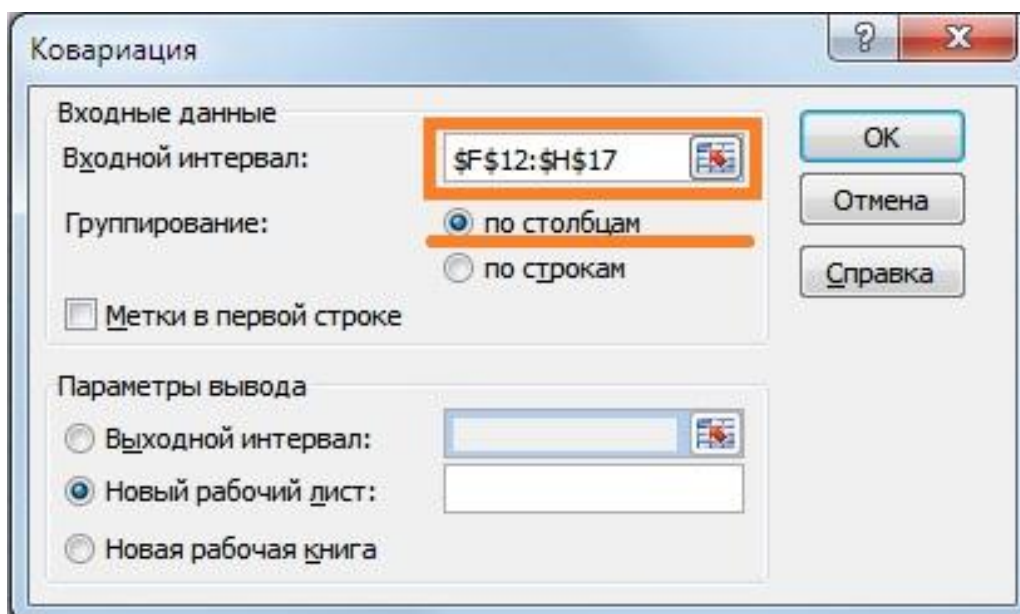 Ковариация
Входные данные
Входной интервал: $F$12:$H$17
Группирование: по столбцам
по строкам
Метки в первой строке
Параметры вывода
Выходной интервал:
Новый рабочий лист:
Новая рабочая книга
ОК
Отмена
Справка